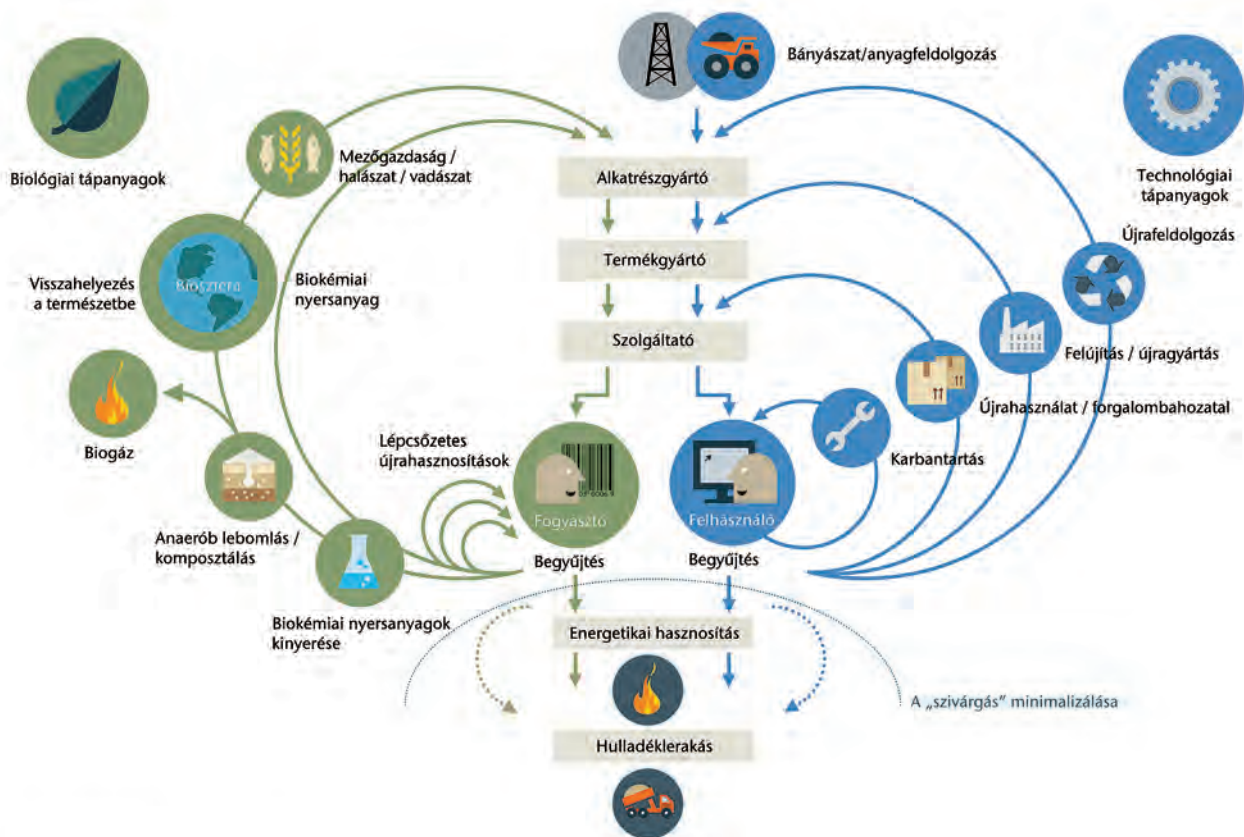 Bányászat/anyagfeldolgozás
Biológiai tápanyagok
Mezőgazdaság /
halászat / vadászat
Technológiai
tápanyagok
Alkatrészgyártó
Újrafeldolgozás
Termékgyártó
Visszahelyezés
a természetbe
Bioszféra
Biokémiai
nyersanyag
Szolgáltató
Felújítás / újragyártás
Újrahasználat / forgalombahozatal
Biogáz
Lépcsőzetes
újrahasznosítások
Karbantartás
Fogyasztó
Felhasználó
Anaerób lebomlás /
komposztálás
Begyűjtés
Begyűjtés
Biokémiai nyersanyagok
kinyerése
Energetikai hasznosítás
A „szivárgás” minimalizálása
Hulladéklerakás